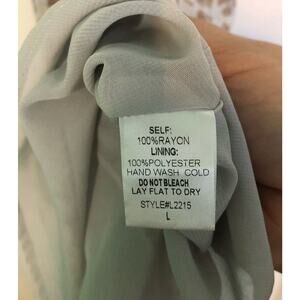 SELF:
100%RAYON
LINING:
100%POLYESTER
HAND WASH COLD
DO NOT BLEACH
LAY FLAT TO DRY
STYLE#L2215
L